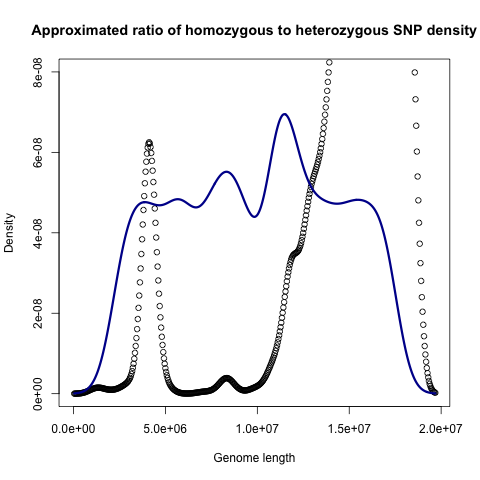 Approximated ratio of homozygous to heterozygous SNP density
8e-08
6e-08
4e-08
2e-08
0e+00
Density
0.0e+00 5.0e+06 1.0e+07 1.5e+07 2.0e+07
Genome length